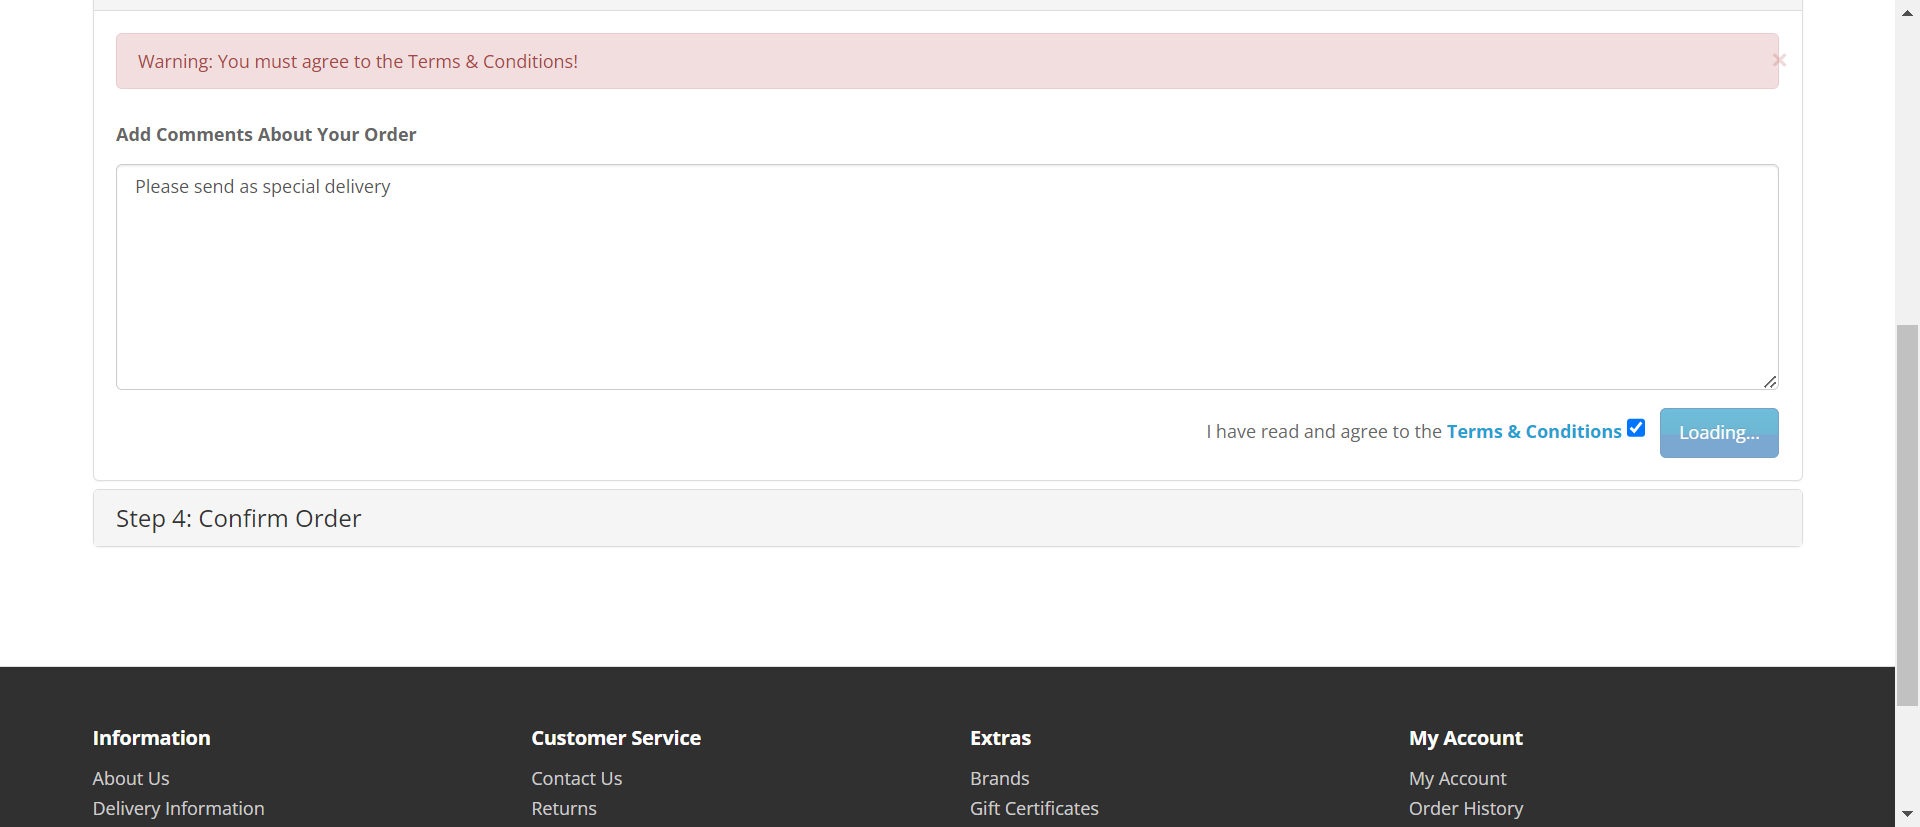 Warning: You must agree to the Terms & Conditions!
×
Add Comments About Your Order
Please send as special delivery
I have read and agree to the Terms & Conditions
Loading...
Step 4: Confirm Order
Information
About Us
Delivery Information
Customer Service
Contact Us
Returns
Extras
Brands
Gift Certificates
My Account
My Account
Order History